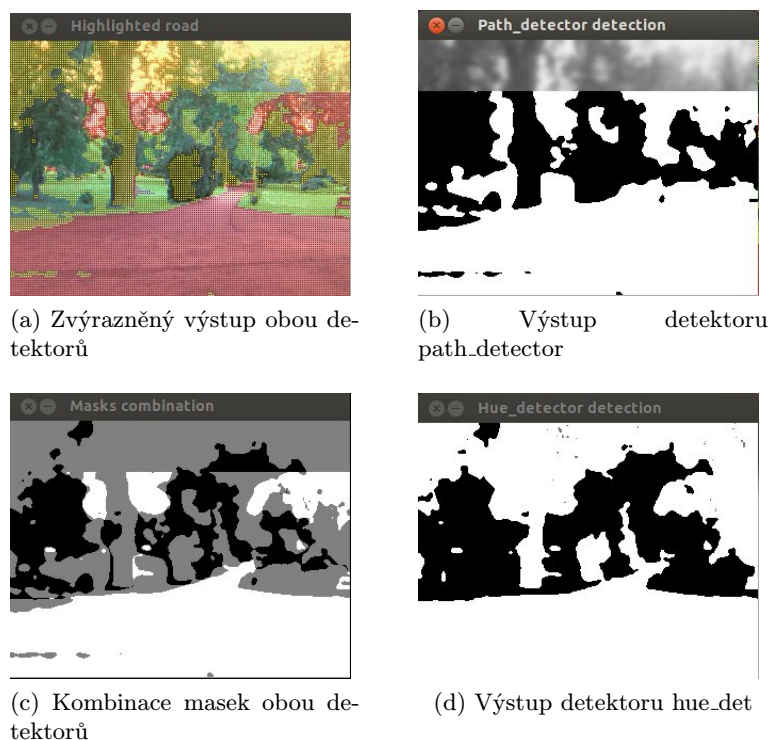 Highlighted road
Path_detector detection
(a) Zvýrazněný výstup obou de-
tektorů
(b) Výstup detektoru
path_detector
Masks combination
Hue_detector detection
(c) Kombinace masek obou de-
tektorů
(d) Výstup detektoru hue_det